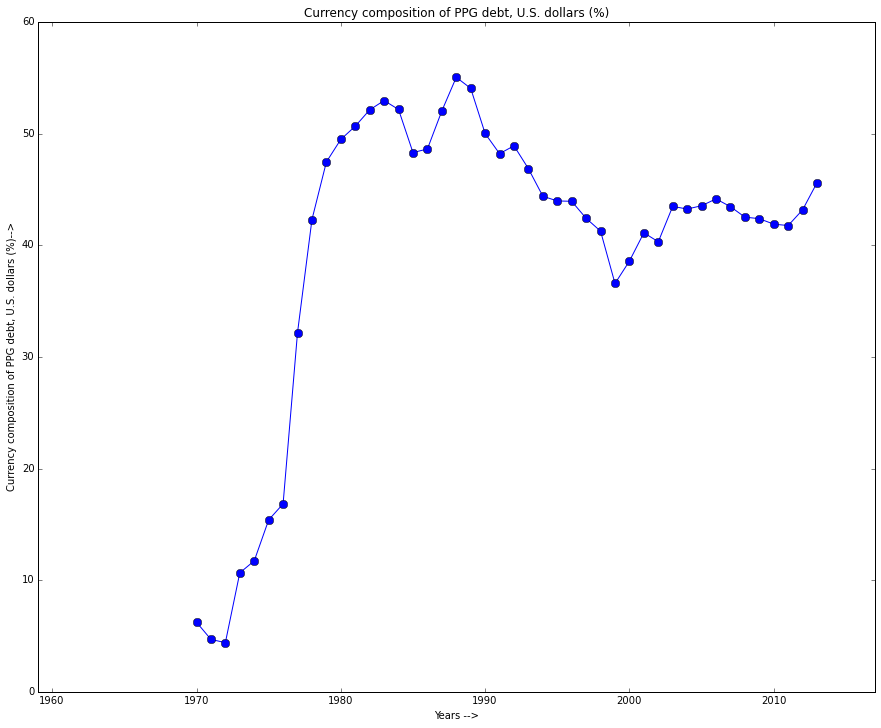 Currency composition of PPG debt, U.S. dollars (%)
Currency composition of PPG debt, U.S. dollars (%)-->
60
50
40
30
20
10
0
1960 1970 1980 1990 2000 2010
Years -->